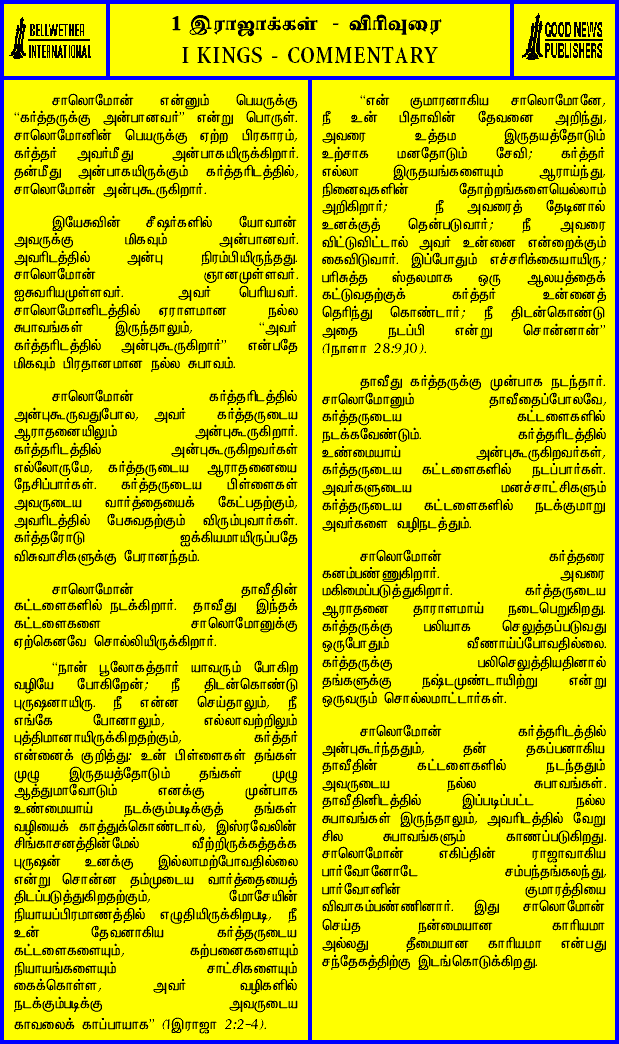 BELLWETHER
INTERNATIONAL
1 இராஜாக்கள் - விரிவுரை
I KINGS - COMMENTARY
GOOD NEWS
PUBLISHERS
சாலொமோன் என்னும் பெயருக்கு
“கர்த்தருக்கு அன்பானவர்” என்று பொருள்.
சாலொமோனின் பெயருக்கு ஏற்ற பிரகாரம்,
கர்த்தர் அவர்மீது அன்பாகயிருக்கிறார்.
தன்மீது அன்பாகயிருக்கும் கர்த்தரிடத்தில்,
சாலொமோன் அன்புகூருகிறார்.
இயேசுவின் சீஷர்களில் யோவான்
அவருக்கு மிகவும் அன்பானவர்.
அவரிடத்தில் அன்பு நிரம்பியிருந்தது.
சாலொமோன் ஞானமுள்ளவர்.
ஐசுவரியமுள்ளவர். அவர் பெரியவர்.
சாலொமோனிடத்தில் ஏராளமான நல்ல
சுபாவங்கள் இருந்தாலும், “அவர்
கர்த்தரிடத்தில் அன்புகூருகிறார்” என்பதே
மிகவும் பிரதானமான நல்ல சுபாவம்.
சாலொமோன் கர்த்தரிடத்தில்
அன்புகூருவதுபோல, அவர் கர்த்தருடைய
ஆராதனையிலும் அன்புகூருகிறார்.
கர்த்தரிடத்தில் அன்புகூருகிறவர்கள்
எல்லோருமே, கர்த்தருடைய ஆராதனையை
நேசிப்பார்கள். கர்த்தருடைய பிள்ளைகள்
அவருடைய வார்த்தையைக் கேட்பதற்கும்,
அவரிடத்தில் பேசுவதற்கும் விரும்புவார்கள்.
கர்த்தரோடு ஐக்கியமாயிருப்பதே
விசுவாசிகளுக்கு பேரானந்தம்.
சாலொமோன் தாவீதின்
கட்டளைகளில் நடக்கிறார். தாவீது இந்தக்
கட்டளைகளை சாலொமோனுக்கு
ஏற்கெனவே சொல்லியிருக்கிறார்.
“நான் பூலோகத்தார் யாவரும் போகிற
வழியே போகிறேன்; நீ திடன்கொண்டு
புருஷனாயிரு. நீ என்ன செய்தாலும், நீ
எங்கே போனாலும், எல்லாவற்றிலும்
புத்திமானாயிருக்கிறதற்கும், கர்த்தர்
என்னைக் குறித்து: உன் பிள்ளைகள் தங்கள்
முழு இருதயத்தோடும் தங்கள் முழு
ஆத்துமாவோடும் எனக்கு முன்பாக
உண்மையாய் நடக்கும்படிக்குத் தங்கள்
வழியைக் காத்துக்கொண்டால், இஸ்ரவேலின்
சிங்காசனத்தின்மேல் வீற்றிருக்கத்தக்க
புருஷன் உனக்கு இல்லாமற்போவதில்லை
என்று சொன்ன தம்முடைய வார்த்தையைத்
திடப்படுத்துகிறதற்கும், மோசேயின்
நியாயப்பிரமாணத்தில் எழுதியிருக்கிறபடி, நீ
உன் தேவனாகிய கர்த்தருடைய
கட்டளைகளையும், கற்பனைகளையும்
நியாயங்களையும் சாட்சிகளையும்
கைக்கொள்ள, அவர் வழிகளில்
நடக்கும்படிக்கு அவருடைய
காவலைக் காப்பாயாக” (1இராஜா 2:2-4).
“என் குமாரனாகிய சாலொமோனே,
நீ உன் பிதாவின் தேவனை அறிந்து,
அவரை உத்தம இருதயத்தோடும்
உற்சாக மனதோடும் சேவி; கர்த்தர்
எல்லா இருதயங்களையும் ஆராய்ந்து,
நினைவுகளின் தோற்றங்களையெல்லாம்
அறிகிறார்; நீ அவரைத் தேடினால்
உனக்குத் தென்படுவார்; நீ அவரை
விட்டுவிட்டால் அவர் உன்னை என்றைக்கும்
கைவிடுவார். இப்போதும் எச்சரிக்கையாயிரு;
பரிசுத்த ஸ்தலமாக ஒரு ஆலயத்தைக்
கட்டுவதற்குக் கர்த்தர் உன்னைத்
தெரிந்து கொண்டார்; நீ திடன்கொண்டு
அதை நடப்பி என்று சொன்னான்”
(1நாளா 28:9,10).
தாவீது கர்த்தருக்கு முன்பாக நடந்தார்.
சாலொமோனும் தாவீதைப்போலவே,
கர்த்தருடைய கட்டளைகளில்
நடக்கவேண்டும். கர்த்தரிடத்தில்
உண்மையாய் அன்புகூருகிறவர்கள்,
கர்த்தருடைய கட்டளைகளில் நடப்பார்கள்.
அவர்களுடைய மனச்சாட்சிகளும்
கர்த்தருடைய கட்டளைகளில் நடக்குமாறு
அவர்களை வழிநடத்தும்.
சாலொமோன் கர்த்தரை
கனம்பண்ணுகிறார். அவரை
மகிமைப்படுத்துகிறார். கர்த்தருடைய
ஆராதனை தாராளமாய் நடைபெறுகிறது.
கர்த்தருக்கு பலியாக செலுத்தப்படுவது
ஒருபோதும் வீணாய்ப்போவதில்லை.
கர்த்தருக்கு பலிசெலுத்தியதினால்
தங்களுக்கு நஷ்டமுண்டாயிற்று என்று
ஒருவரும் சொல்லமாட்டார்கள்.
சாலொமோன் கர்த்தரிடத்தில்
அன்புகூர்ந்ததும், தன் தகப்பனாகிய
தாவீதின் கட்டளைகளில் நடந்ததும்
அவருடைய நல்ல சுபாவங்கள்.
தாவீதினிடத்தில் இப்படிப்பட்ட நல்ல
சுபாவங்கள் இருந்தாலும், அவரிடத்தில் வேறு
சில சுபாவங்களும் காணப்படுகிறது.
சாலொமோன் எகிப்தின் ராஜாவாகிய
பார்வோனோடே சம்பந்தங்கலந்து,
பார்வோனின் குமாரத்தியை
விவாகம்பண்ணினார். இது சாலொமோன்
செய்த நன்மையான காரியமா
அல்லது தீமையான காரியமா என்பது
சந்தேகத்திற்கு இடங்கொடுக்கிறது.